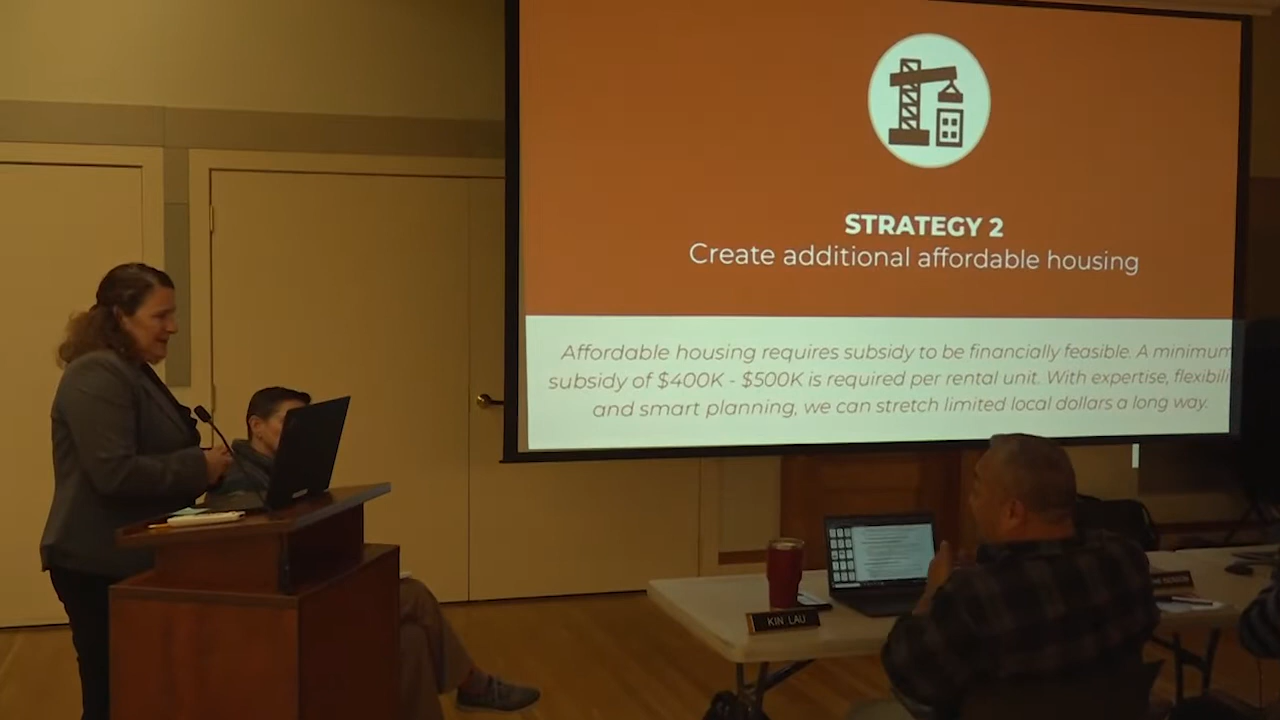 STRATEGY 2
Create additional affordable housing
Affordable housing requires subsidy to be financially feasible. A minimum
subsidy of $400K - $500K is required per rental unit. With expertise, flexibili
and smart planning, we can stretch limited local dollars a long way.
KIN LAU